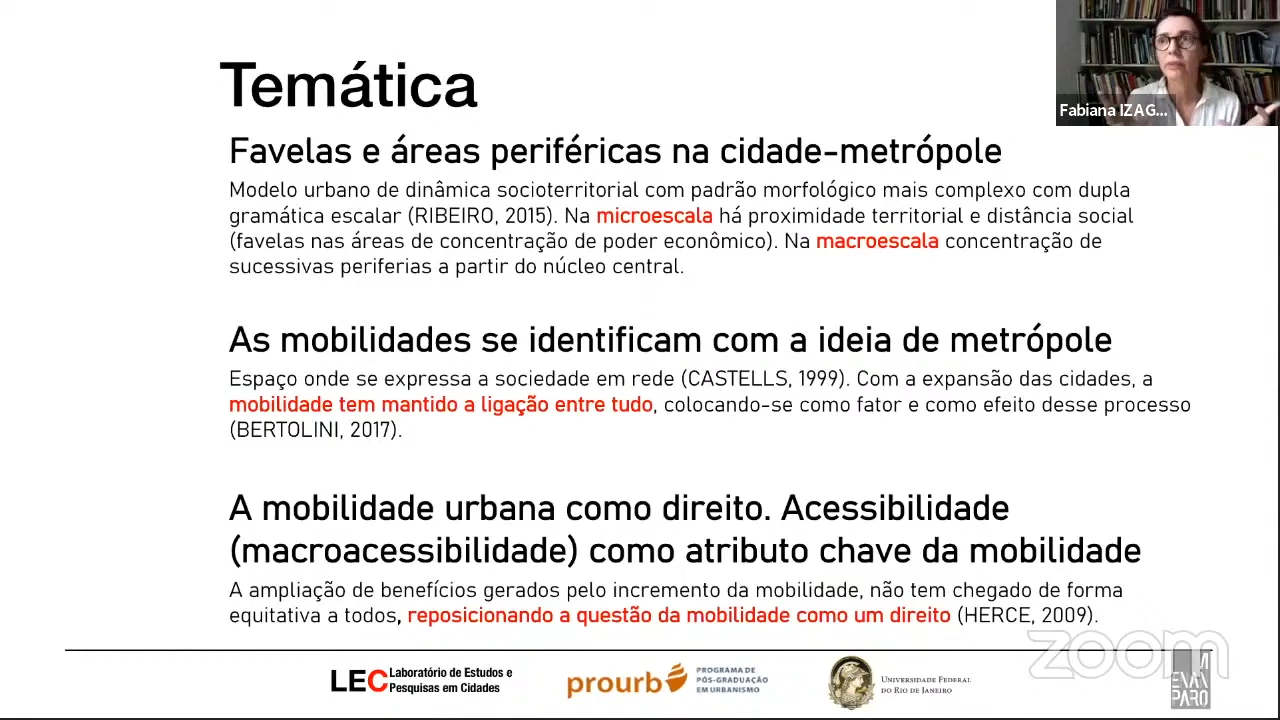 Fabiana IZAG...
Temática
Favelas e áreas periféricas na cidade-metrópole
Modelo urbano de dinâmica socioterritorial com padrão morfológico mais complexo com dupla
gramática escalar (RIBEIRO, 2015). Na microescala há proximidade territorial e distância social
(favelas nas áreas de concentração de poder econômico). Na macroescala concentração de
sucessivas periferias a partir do núcleo central.
As mobilidades se identificam com a ideia de metrópole
Espaço onde se expressa a sociedade em rede (CASTELLS, 1999). Com a expansão das cidades, a
mobilidade tem mantido a ligação entre tudo, colocando-se como fator e como efeito desse processo
(BERTOLINI, 2017).
A mobilidade urbana como direito. Acessibilidade
(macroacessibilidade) como atributo chave da mobilidade
A ampliação de benefícios gerados pelo incremento da mobilidade, não tem chegado de forma
equitativa a todos, reposicionando a questão da mobilidade como um direito (HERCE, 2009).
zoom
LEC Laboratório de Estudos e
Pesquisas em Cidades
prourb
PROGRAMA DE
PÓS-GRADUAÇÃO
EM URBANISMO
UNIVERSIDADE FEDERAL
DO RIO DE JANEIRO
ENAN
PARQ